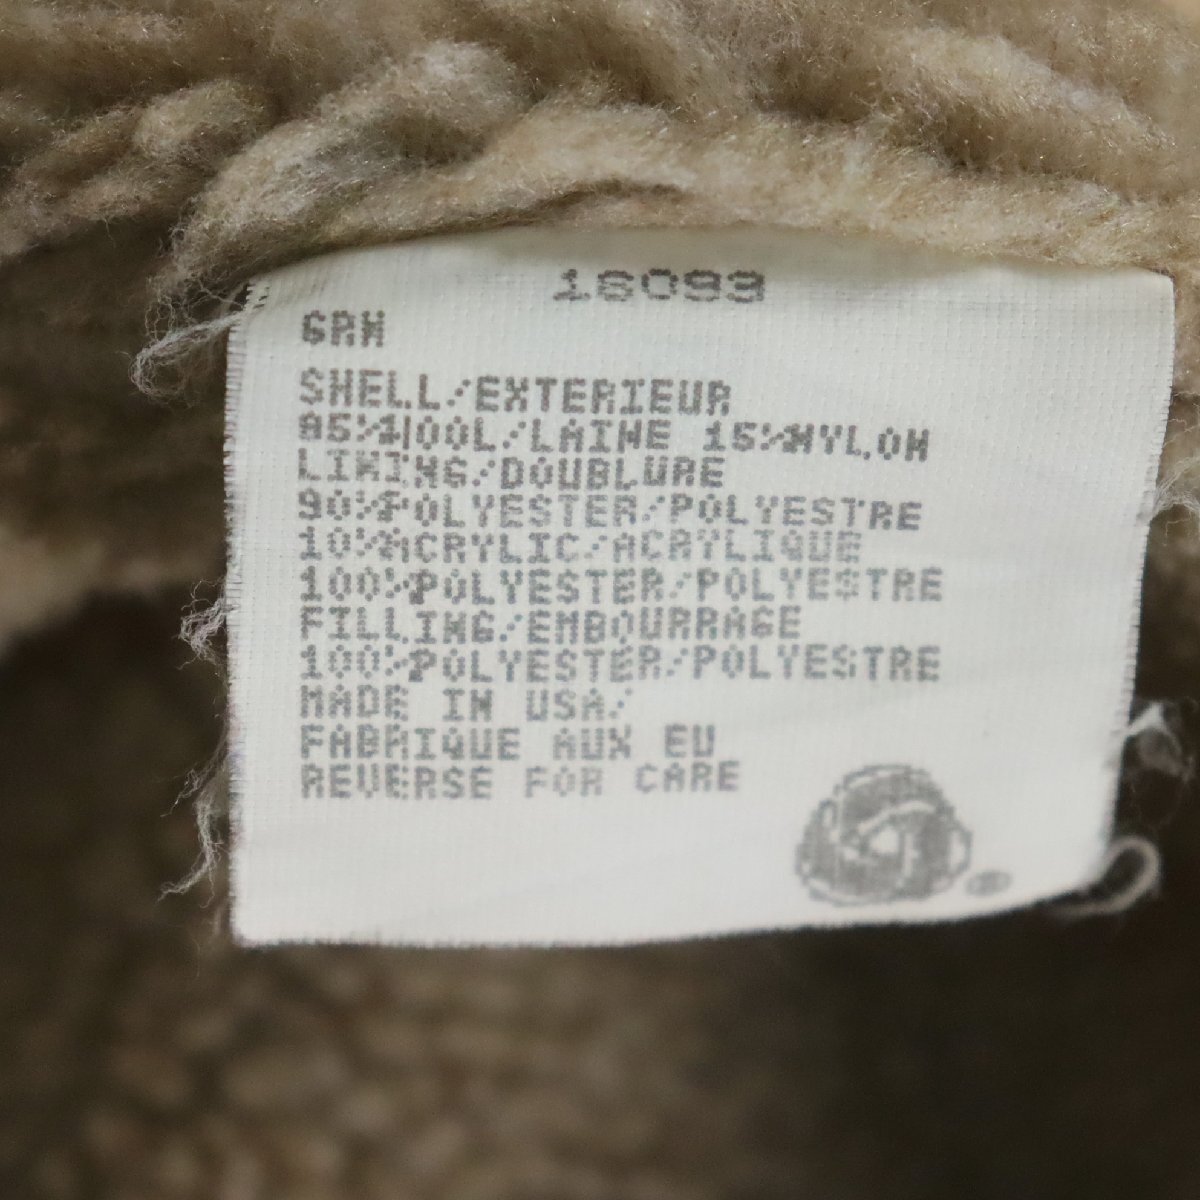 16093
GRN
SHELL/EXTERIEUR
85%WOOL/LAINE 15%NYLON
LINING/DOUBLURE
90%POLYESTER/POLYESTRE
10%ACRYLIC/ACRYLIQUE
100%POLYESTER/POLYESTRE
FILLING/EMBOURRAGE
100%POLYESTER/POLYESTRE
MADE IN USA/
FABRIQUE AUX EU
REVERSE FOR CARE